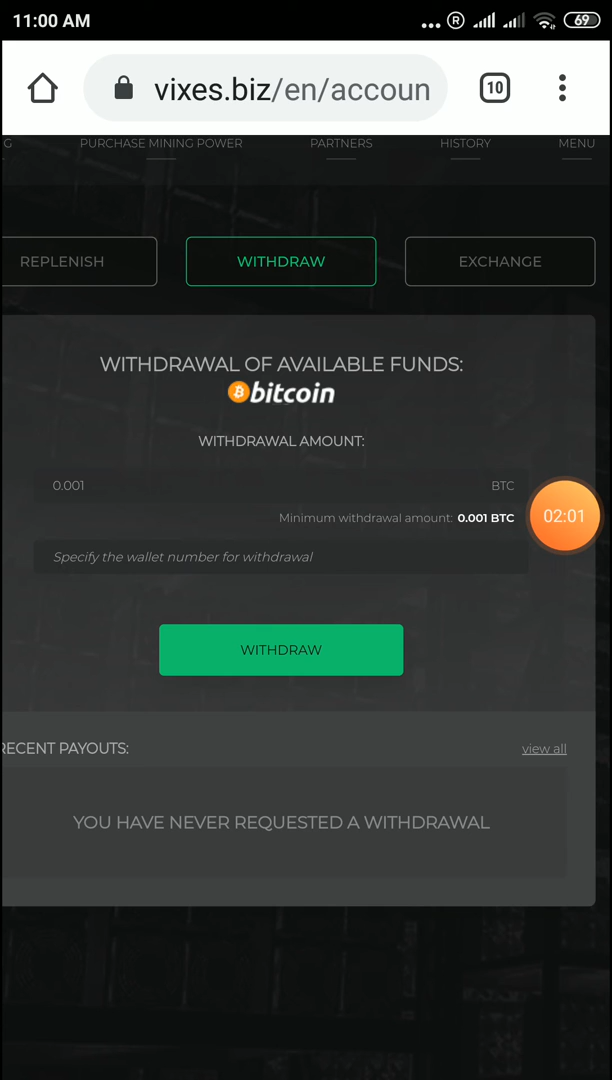 11:00 AM
R
69
vixes.biz/en/accoun
10
G
PURCHASE MINING POWER
PARTNERS
HISTORY
MENU
REPLENISH
WITHDRAW
EXCHANGE
WITHDRAWAL OF AVAILABLE FUNDS:
bitcoin
WITHDRAWAL AMOUNT:
0.001 BTC
Minimum withdrawal amount: 0.001 BTC
02:01
Specify the wallet number for withdrawal
WITHDRAW
RECENT PAYOUTS:
view all
YOU HAVE NEVER REQUESTED A WITHDRAWAL